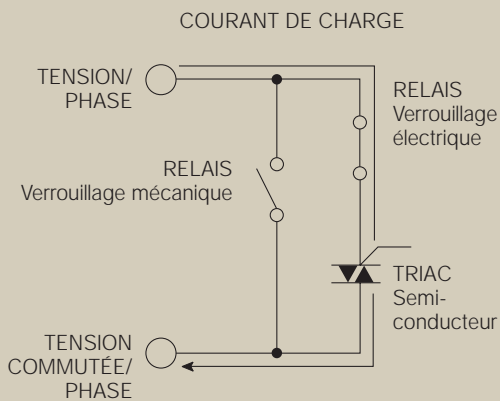 COURANT DE CHARGE
TENSION/
PHASE
RELAIS
Verrouillage
électrique
RELAIS
Verrouillage mécanique
TRIAC
Semi-
conducteur
TENSION
COMMUTÉE/
PHASE